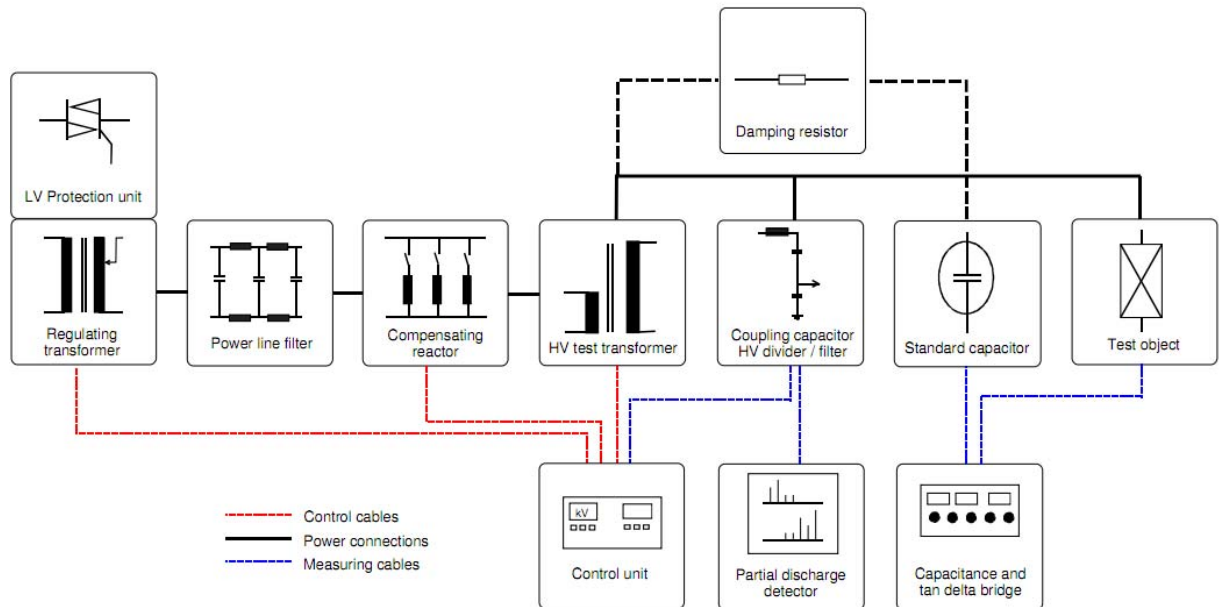 Damping resistor
LV Protection unit
Regulating
transformer
Power line filter
Compensating
reactor
HV test transformer
Coupling capacitor
HV divider / filter
Standard capacitor
Test object
Control cables
Power connections
Measuring cables
kV
Control unit
Partial discharge
detector
Capacitance and
tan delta bridge